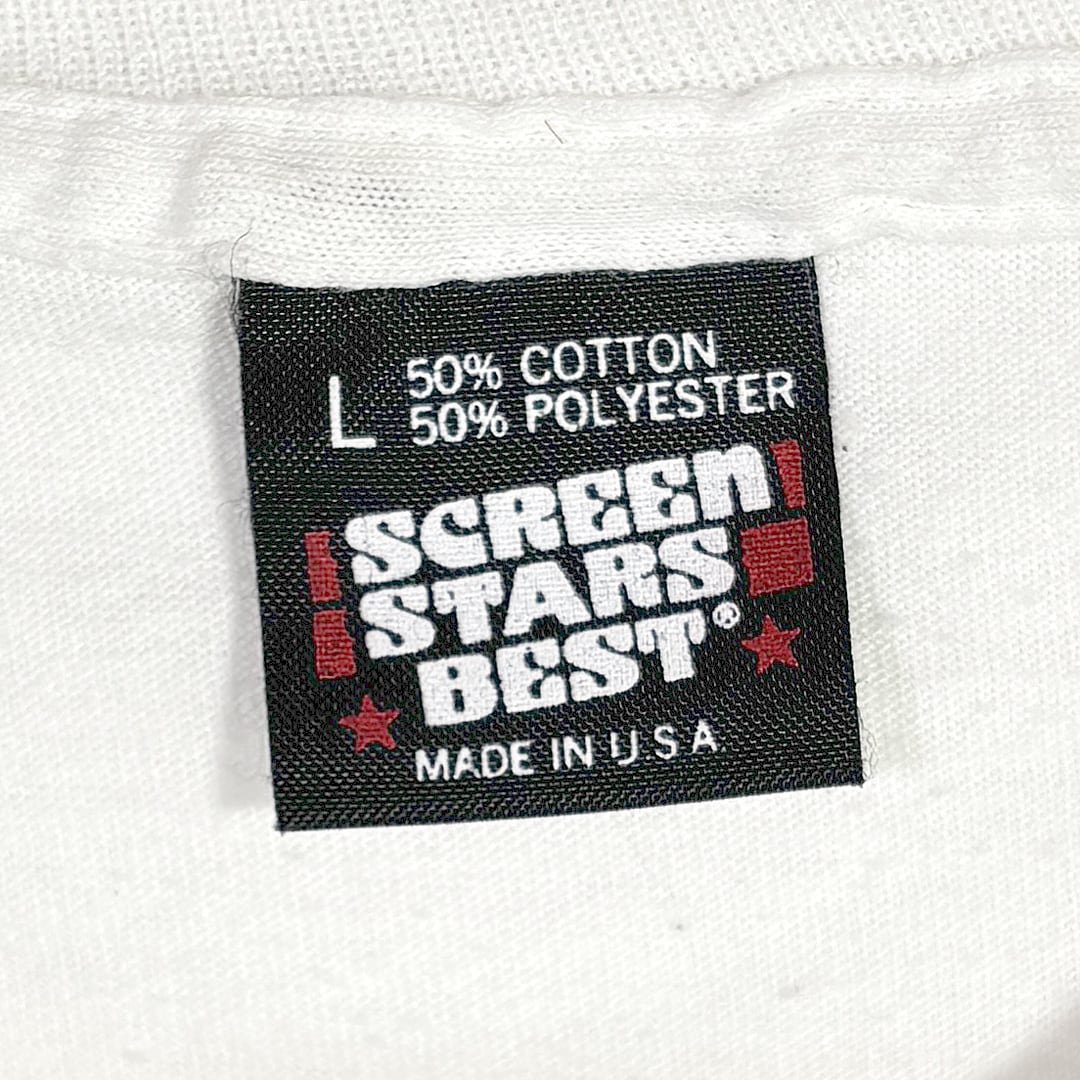 L
50% COTTON
50% POLYESTER
SCREEN
STARS
BEST®
MADE IN U.S.A